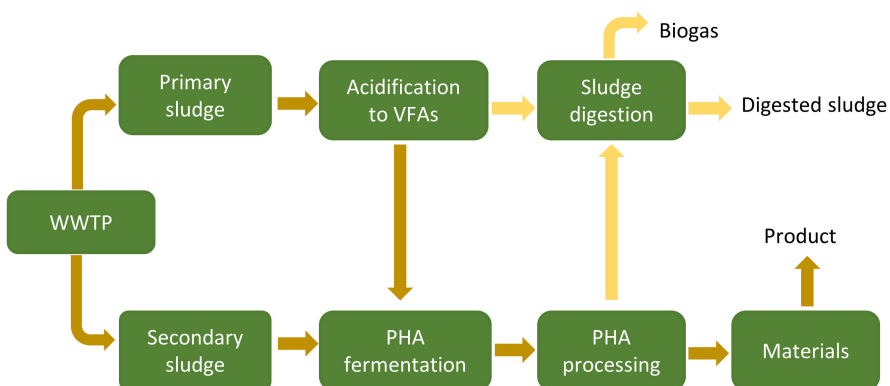 Biogas
Primary
sludge
Acidification
to VFAs
Sludge
digestion
Digested sludge
WWTP
Product
Secondary
sludge
PHA
fermentation
PHA
processing
Materials